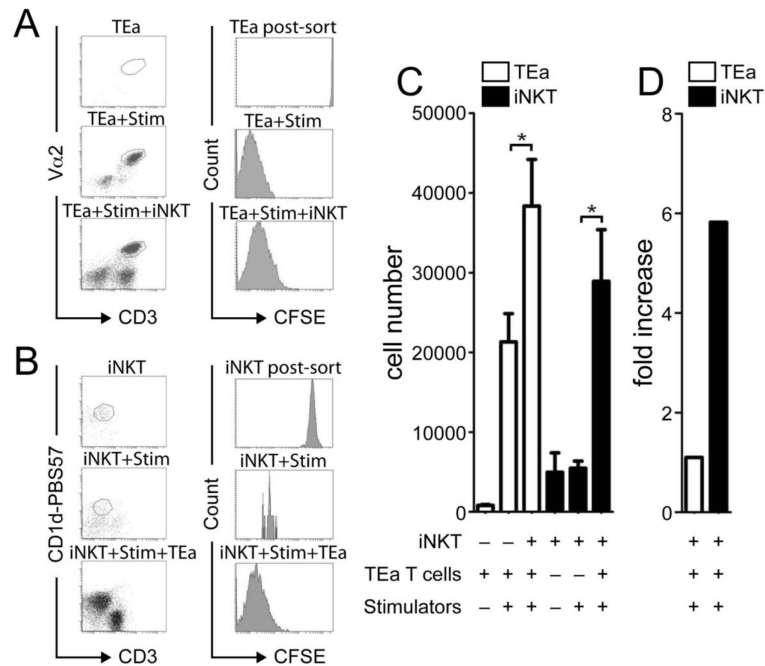 A
TEa
TEa+Stim
TEa+Stim+iNKT
Vα2
CD3
TEa post-sort
TEa+Stim
TEa+Stim+iNKT
Count
CFSE
B
iNKT
iNKT+Stim
iNKT+Stim+TEa
CD1d-PBS57
CD3
iNKT post-sort
iNKT+Stim
iNKT+Stim+TEa
Count
CFSE
C
TEa
iNKT
50000
40000
30000
20000
10000
0
cell number
* *
iNKT – – + + + +
TEa T cells + + + – – +
Stimulators – + + – + +
D
TEa
iNKT
8
6
4
2
0
fold increase
+ +
+ +
+ +